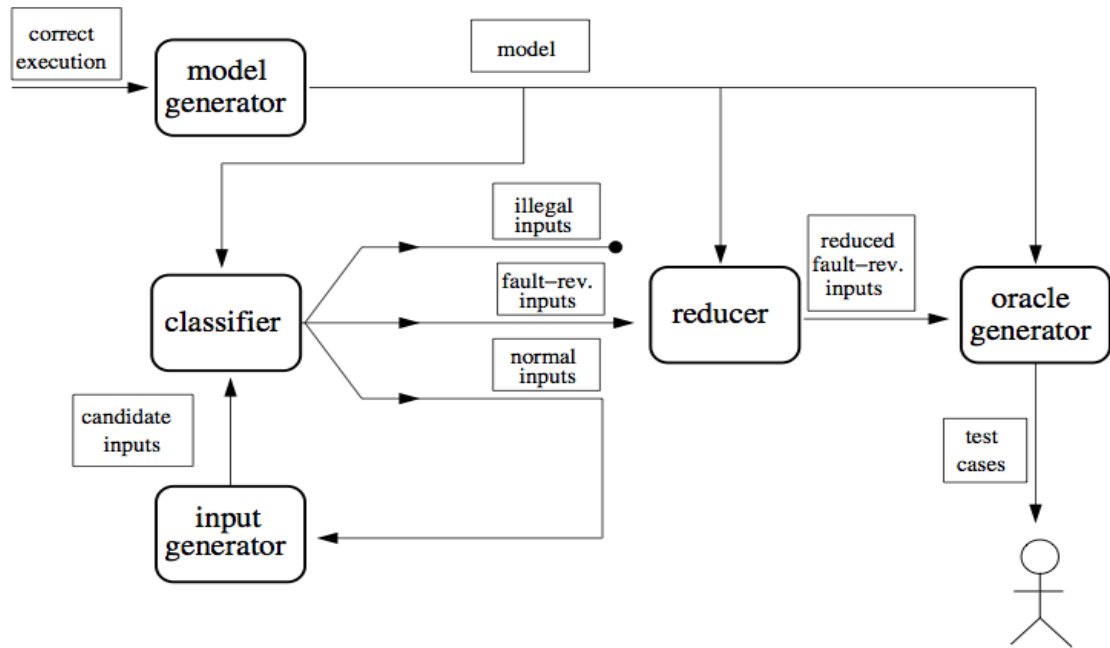 correct
execution
model
generator
model
illegal
inputs
fault-rev.
inputs
normal
inputs
classifier
reducer
reduced
fault-rev.
inputs
oracle
generator
candidate
inputs
input
generator
test
cases